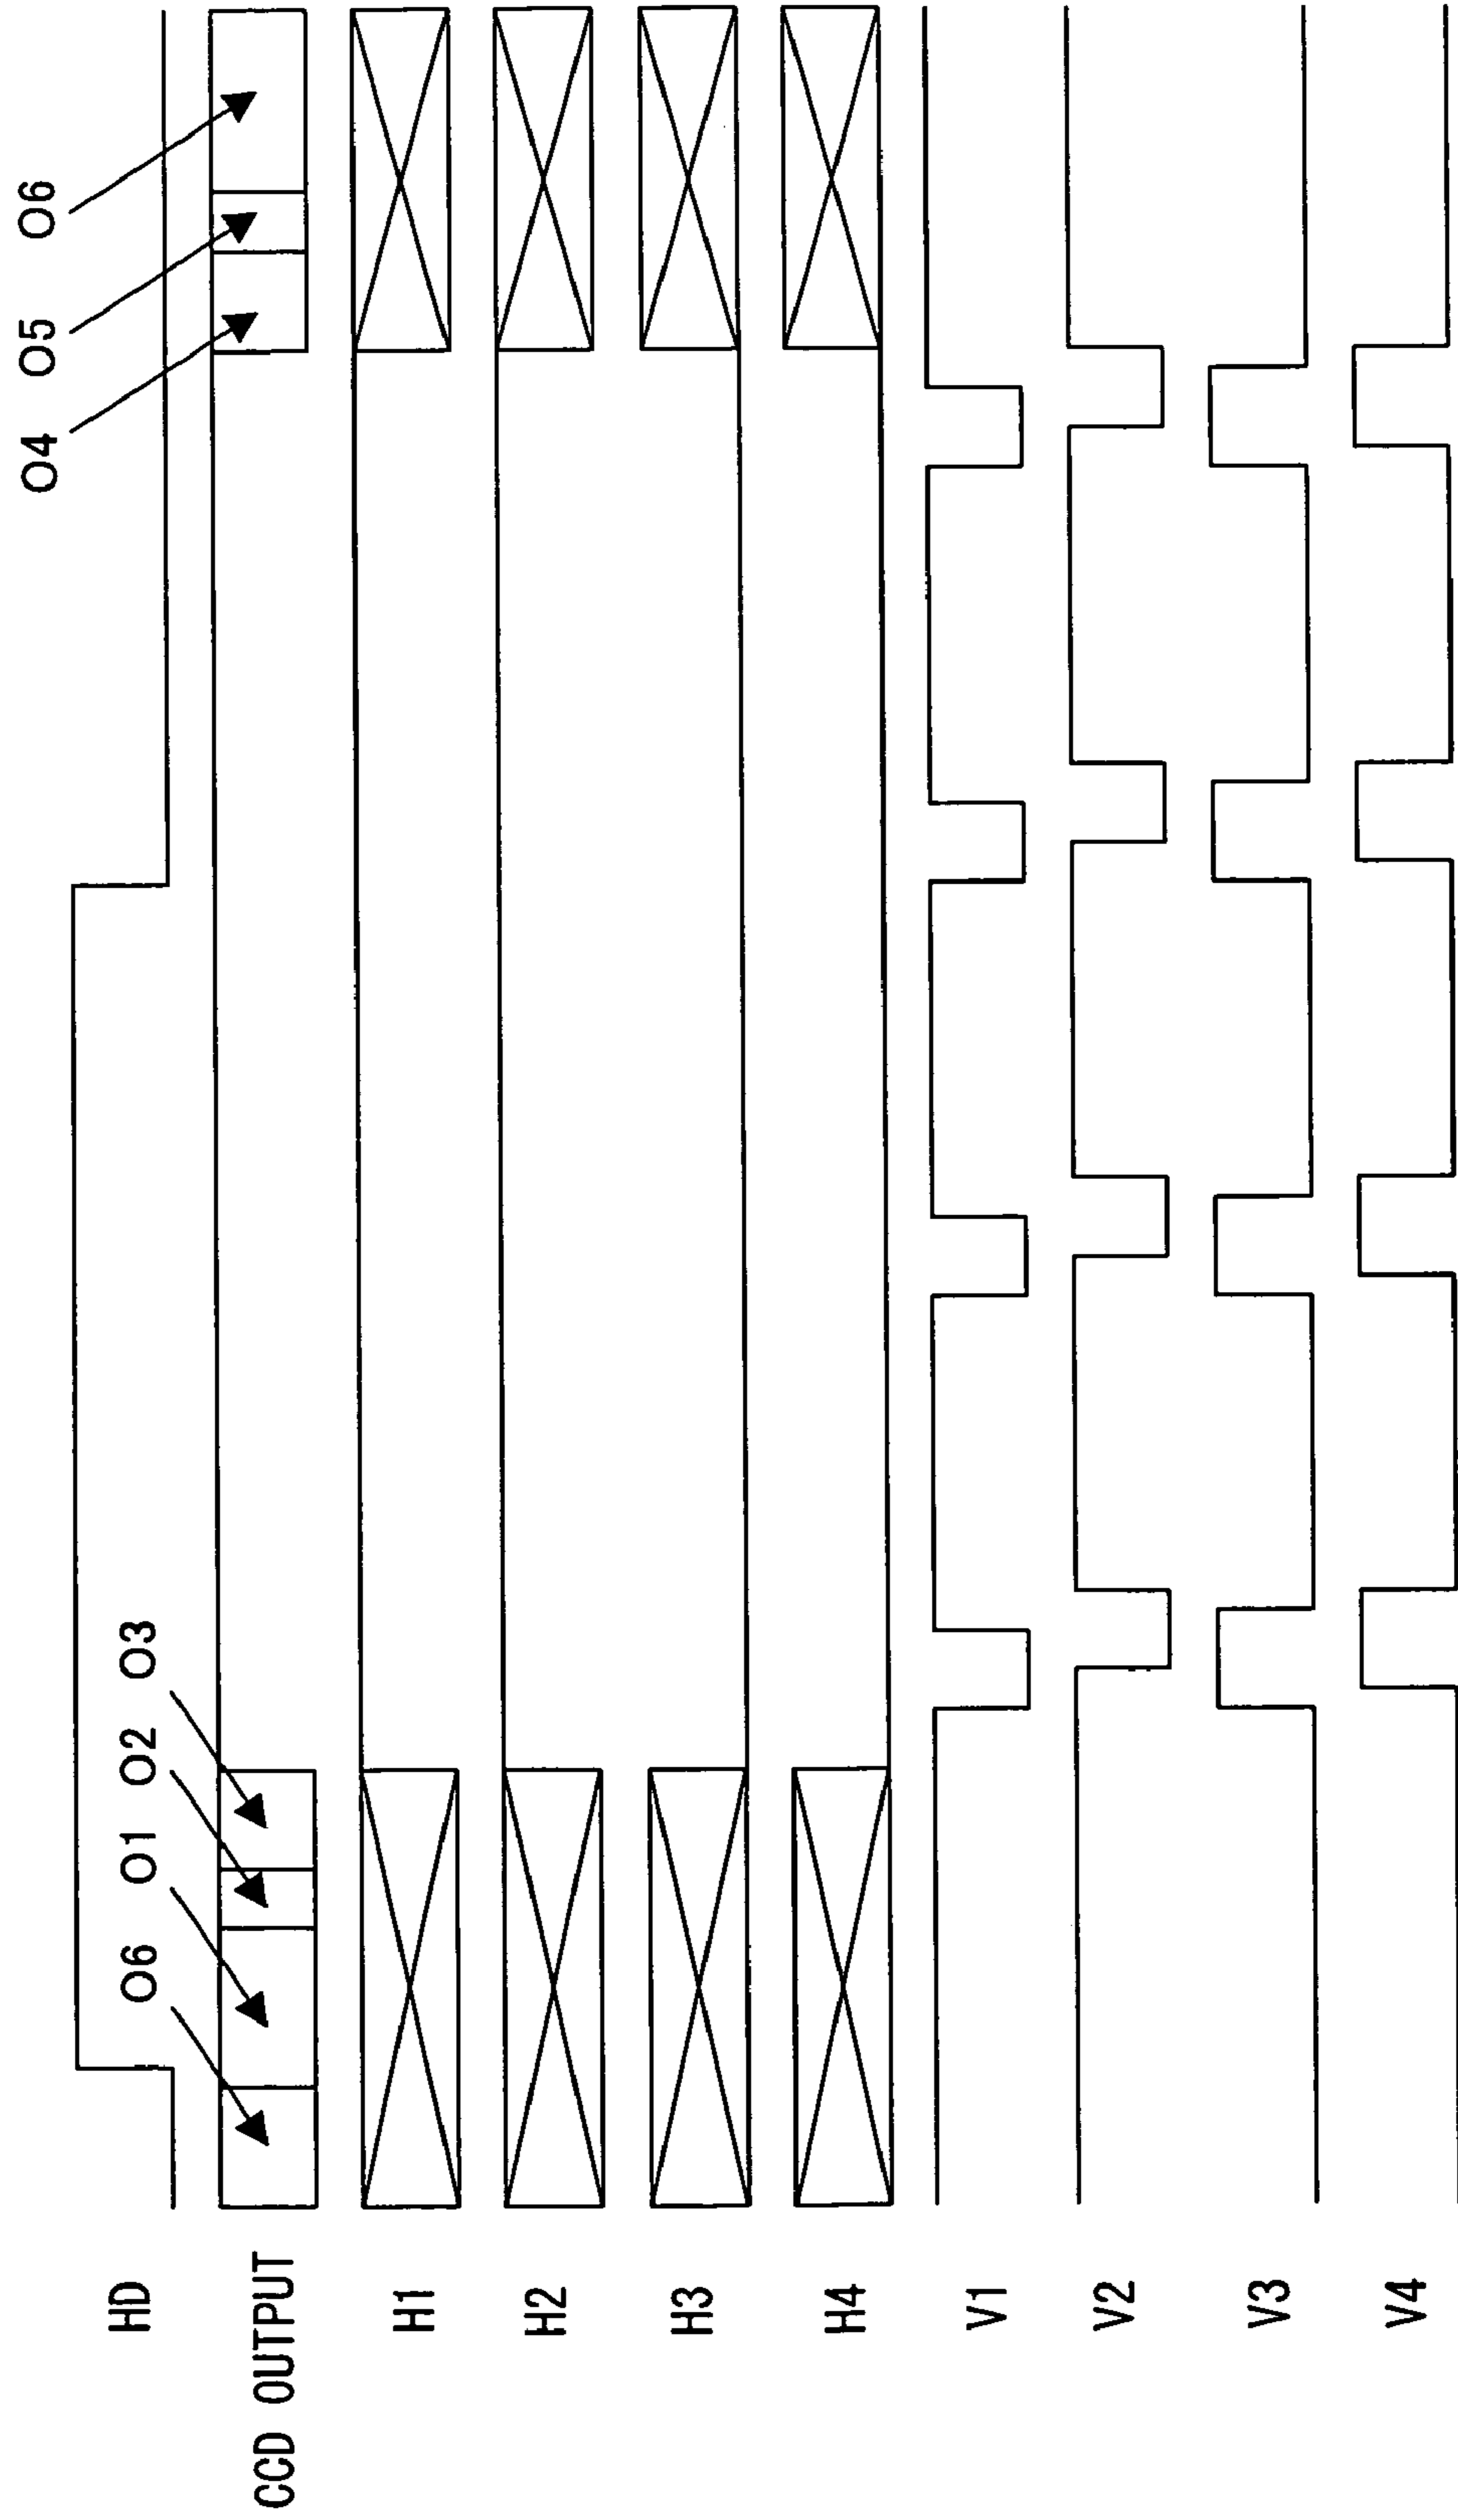 O6 O1 O2 O3 O4 O5 O6
HD
CCD OUTPUT
H1
H2
H3
H4
V1
V2
V3
V4